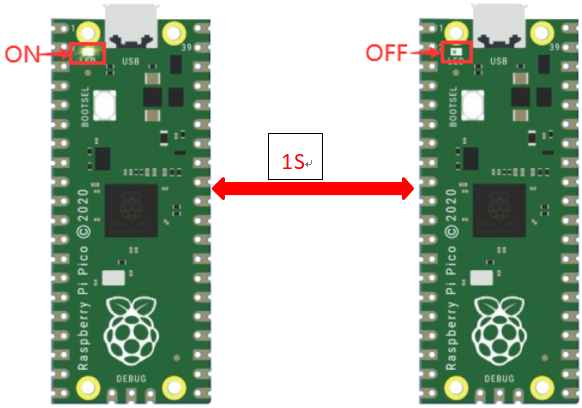 1
ON
2
39
LED
USB
BOOTSEL
Raspberry Pi Pico © 2020
DEBUG
1S
1
OFF
39
LED
USB
BOOTSEL
Raspberry Pi Pico © 2020
DEBUG